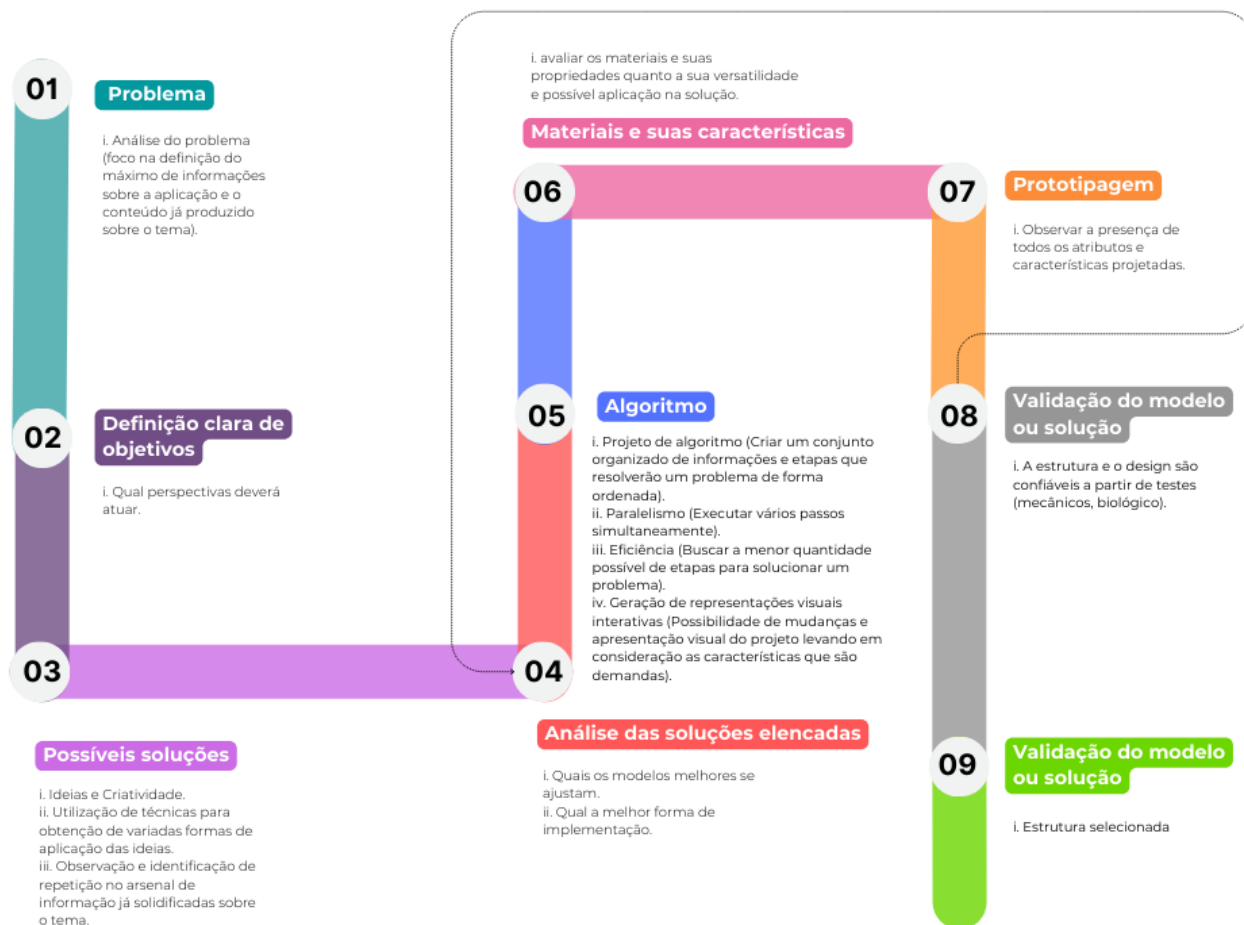 01
Problema
i. Análise do problema
(foco na definição do
máximo de informações
sobre a aplicação e o
conteúdo já produzido
sobre o tema).
02
Definição clara de
objetivos
i. Qual perspectivas deverá
atuar.
03
Possíveis soluções
i. Ideias e Criatividade.
ii. Utilização de técnicas para
obtenção de variadas formas de
aplicação das ideias.
iii. Observação e identificação de
repetição no arsenal de
informação já solidificadas sobre
o tema.
04
Análise das soluções elencadas
i. Quais os modelos melhores se
ajustam.
ii. Qual a melhor forma de
implementação.
05
Algoritmo
i. Projeto de algoritmo (Criar um conjunto
organizado de informações e etapas que
resolverão um problema de forma
ordenada).
ii. Paralelismo (Executar vários passos
simultaneamente).
iii. Eficiência (Buscar a menor quantidade
possível de etapas para solucionar um
problema).
iv. Geração de representações visuais
interativas (Possibilidade de mudanças e
apresentação visual do projeto levando em
consideração as características que são
demandas).
i. avaliar os materiais e suas
propriedades quanto a sua versatilidade
e possível aplicação na solução.
Materiais e suas características
06
07
Prototipagem
i. Observar a presença de
todos os atributos e
características projetadas.
08
Validação do modelo
ou solução
i. A estrutura e o design são
confiáveis a partir de testes
(mecânicos, biológico).
09
Validação do modelo
ou solução
i. Estrutura selecionada